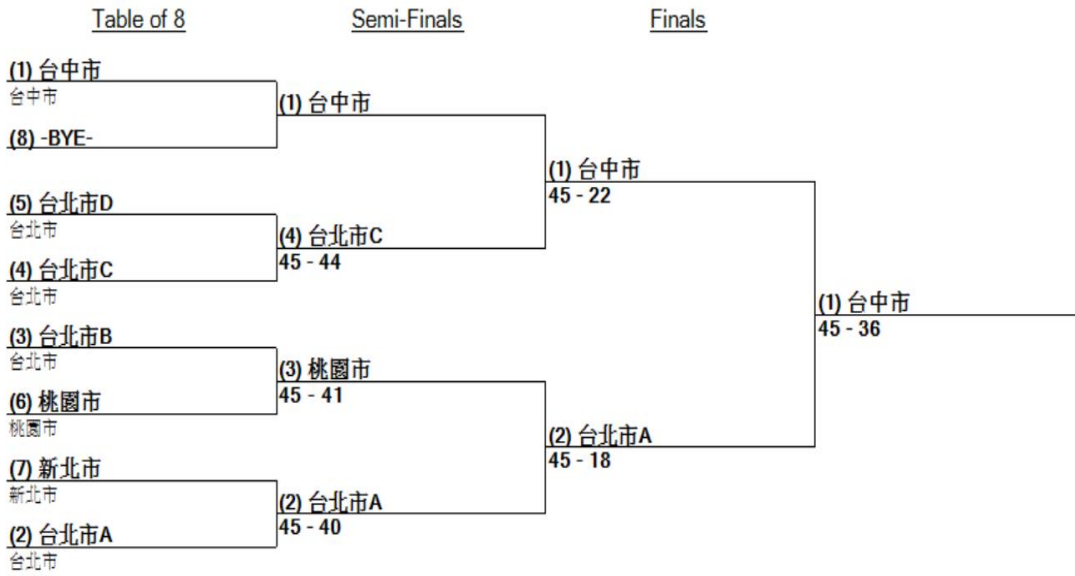 Table of 8
Semi-Finals
Finals
(1) 台中市
台中市
(8) -BYE-
(5) 台北市D
台北市
(4) 台北市C
台北市
(3) 台北市B
台北市
(6) 桃園市
桃園市
(7) 新北市
新北市
(2) 台北市A
台北市
(1) 台中市
(4) 台北市C
45 - 44
(3) 桃園市
45 - 41
(2) 台北市A
45 - 40
(1) 台中市
45 - 22
(2) 台北市A
45 - 18
(1) 台中市
45 - 36